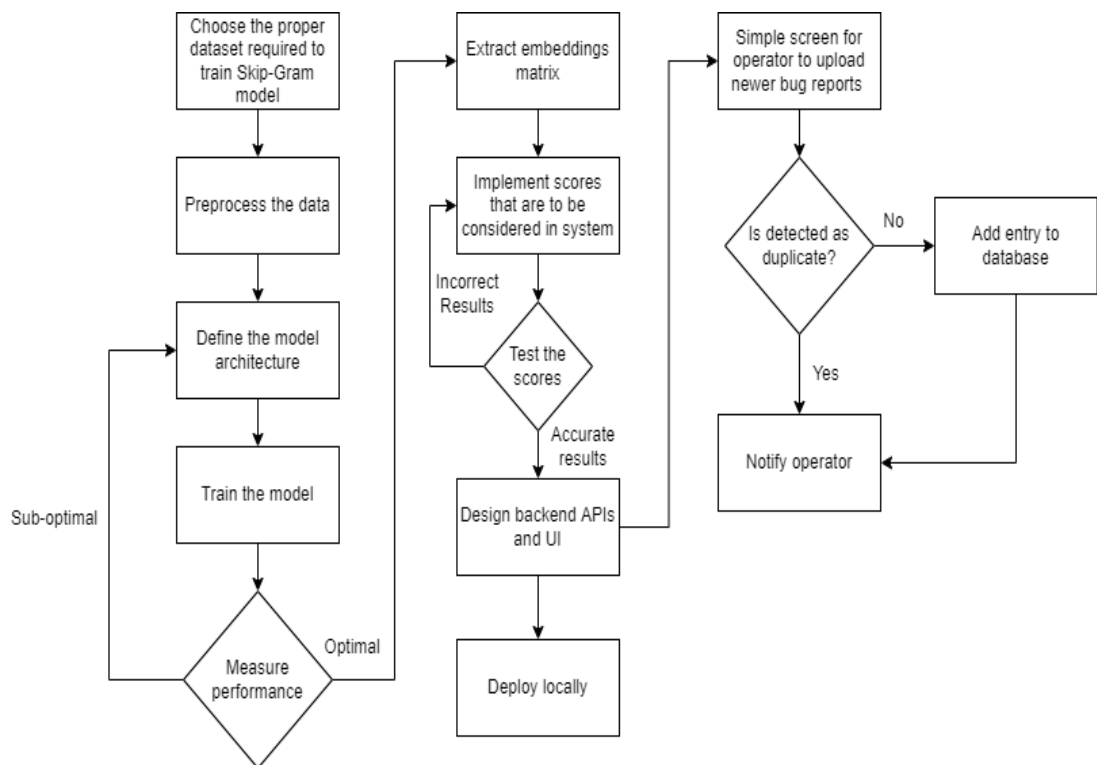 Choose the proper
dataset required to
train Skip-Gram
model
Preprocess the data
Define the model
architecture
Train the model
Sub-optimal
Measure
performance
Optimal
Extract embeddings
matrix
Implement scores
that are to be
considered in system
Incorrect
Results
Test the
scores
Accurate
results
Design backend APIs
and UI
Deploy locally
Simple screen for
operator to upload
newer bug reports
Is detected as
duplicate?
No
Add entry to
database
Yes
Notify operator